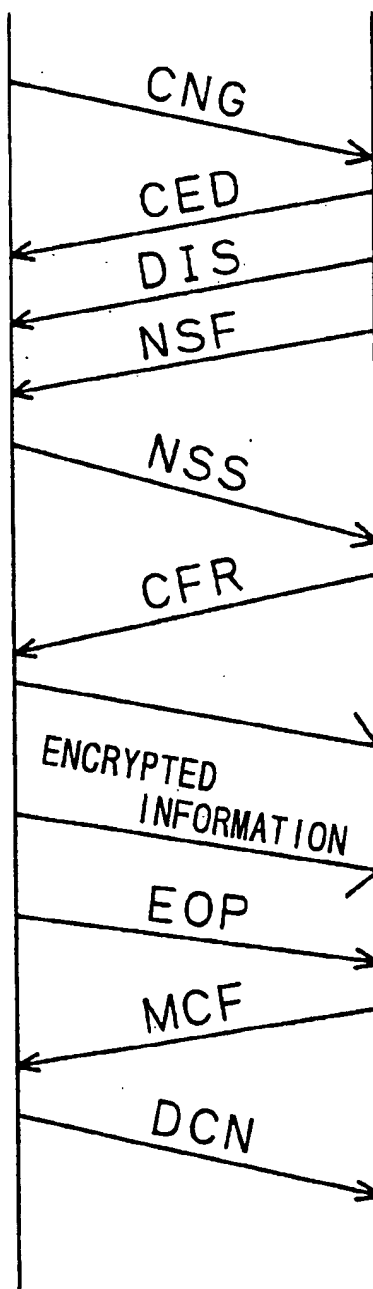 CNG
CED
DIS
NSF
NSS
CFR
ENCRYPTED
INFORMATION
EOP
MCF
DCN